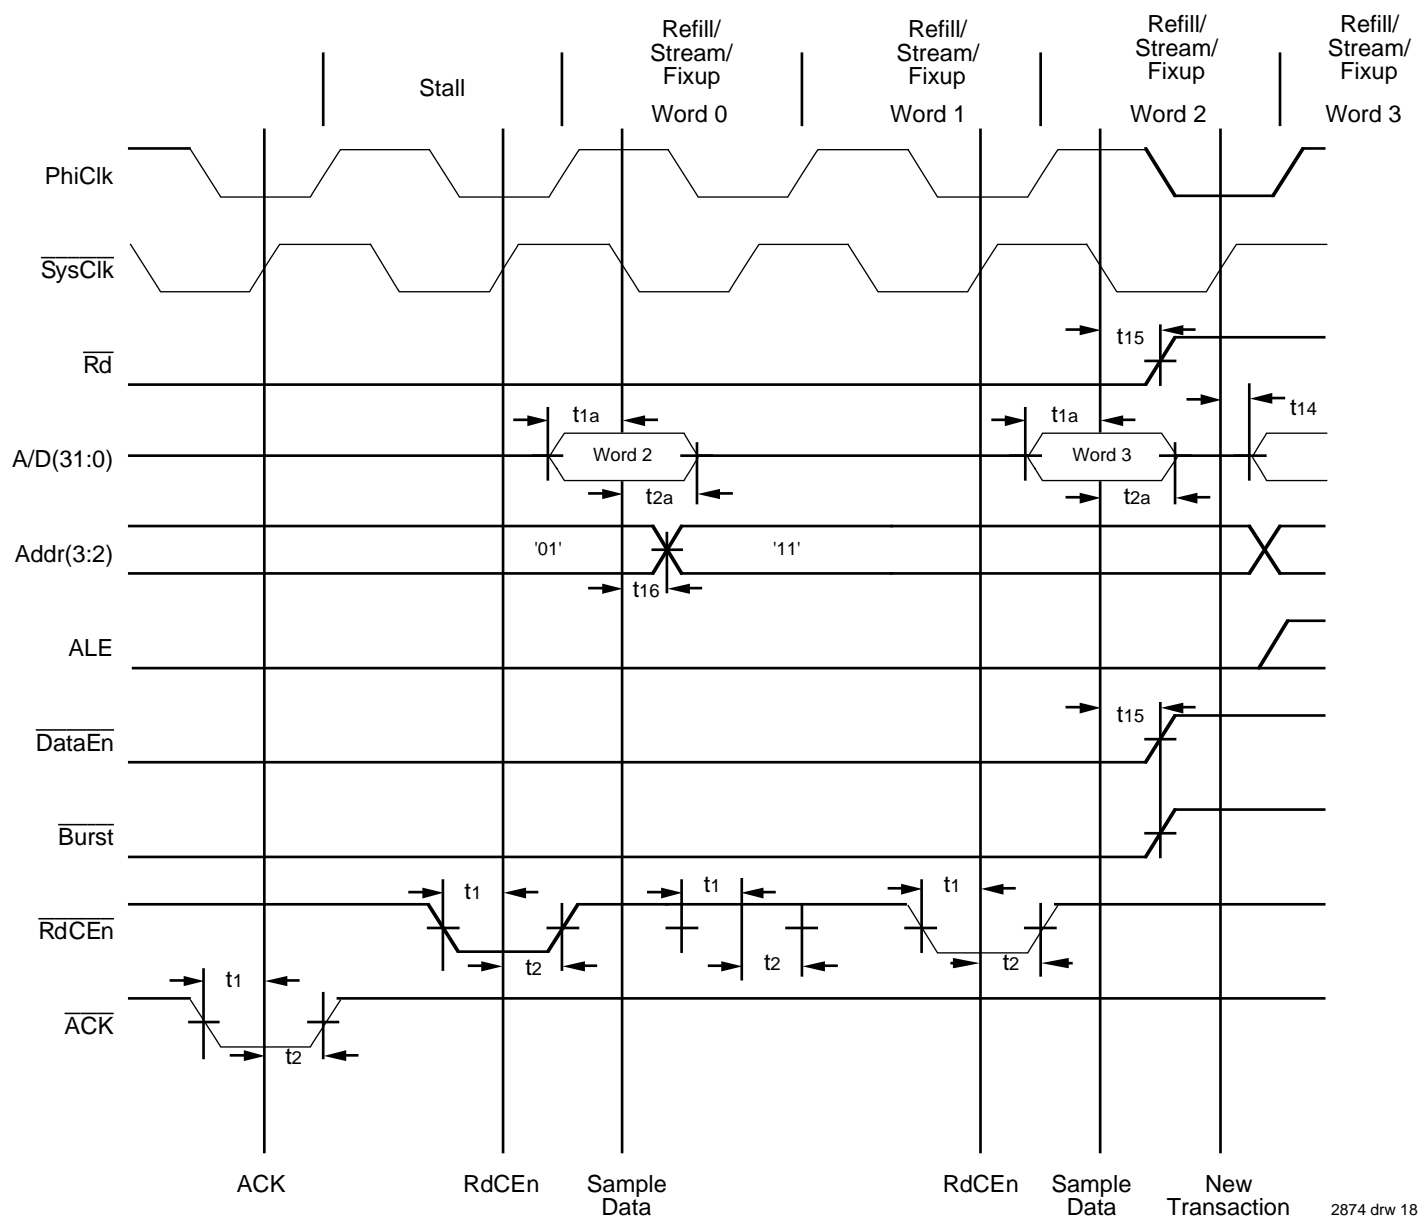 Refill/
Stream/
Fixup
Word 0
Refill/
Stream/
Fixup
Word 1
Refill/
Stream/
Fixup
Word 2
Refill/
Stream/
Fixup
Word 3
Stall
PhiClk
SysClk
Rd
t15
A/D(31:0)
t1a
Word 2
t2a
t1a
Word 3
t2a
t14
Addr(3:2)
'01'
'11'
t16
ALE
DataEn
t15
Burst
RdCEn
t1
t2
t1
t2
t1
t2
ACK
t1
t2
ACK
RdCEn
Sample
Data
RdCEn
Sample
Data
New
Transaction
2874 drw 18